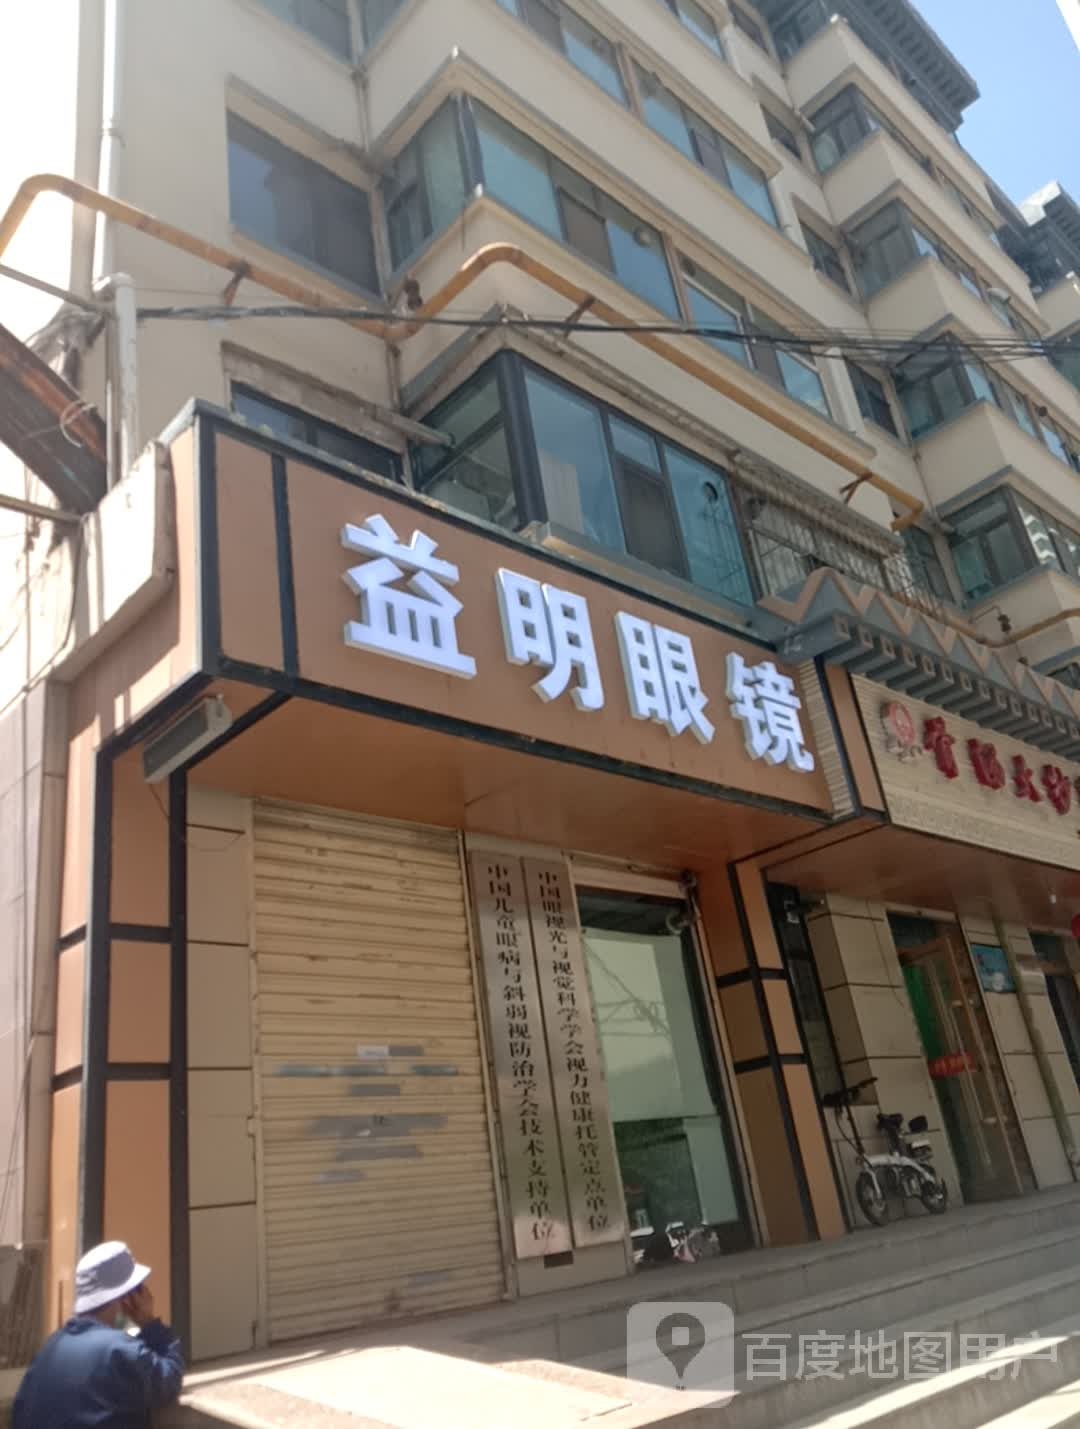 益明眼镜
中国儿童眼病与斜弱视防治学会技术支持单位
中国眼视光与视觉科学学会视力健康托管定点单位
百度地图用户